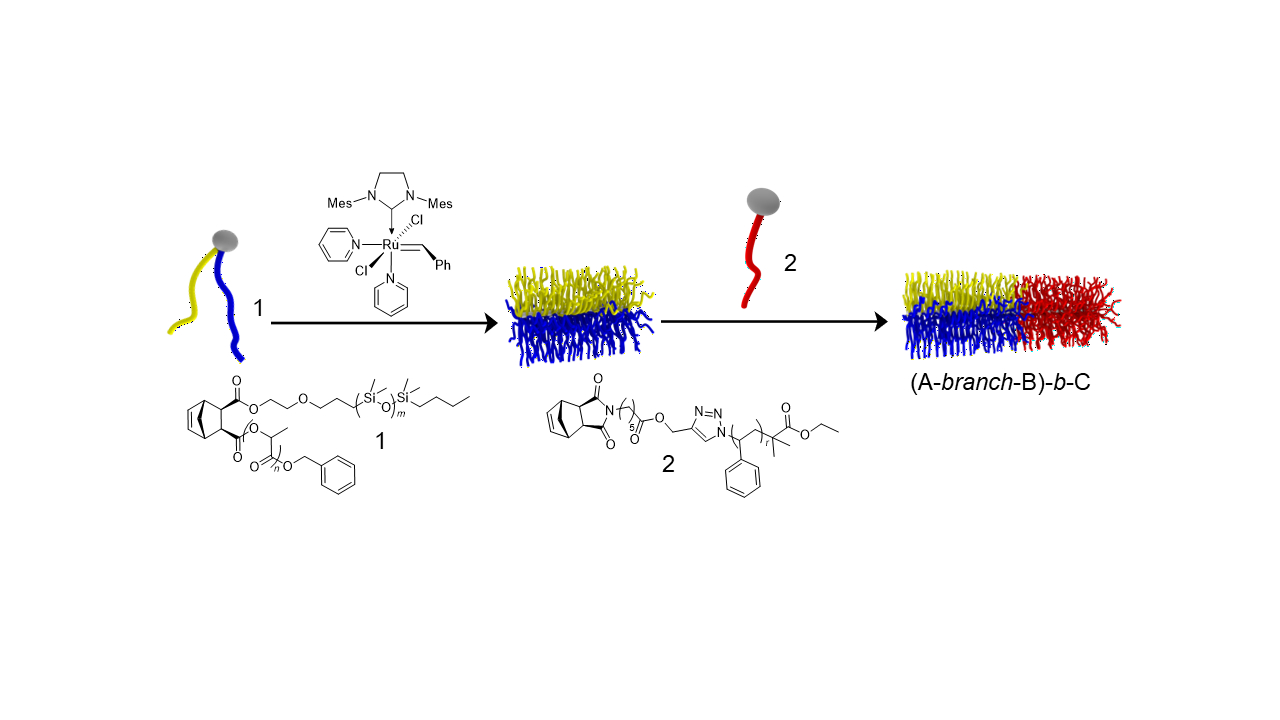 N
N
Mes
Mes
Cl
N
Ru
Cl
Ph
N
1
2
O
O
O
Si
O
Si
m
O
O
O
n
O
1
O
N
O
5
O
O
N
N
N
2
r
O
O
(A-branch-B)-b-C